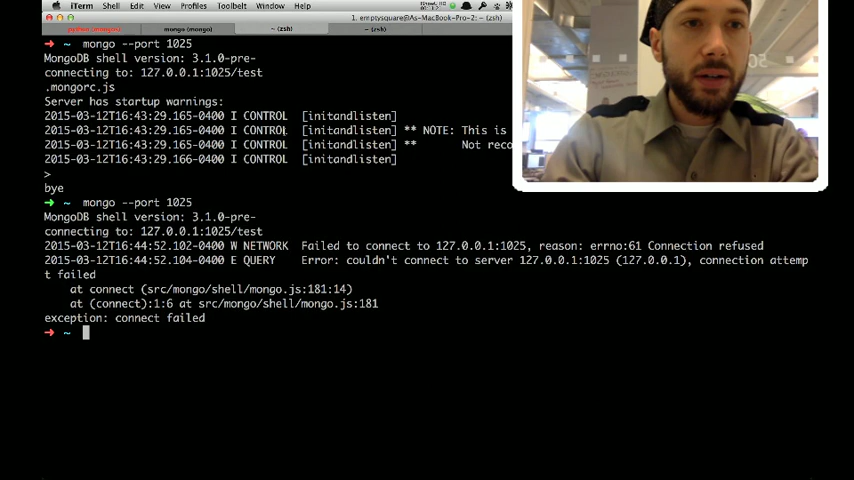 iTerm Shell Edit View Profiles Toolbelt Window Help
1. emptysquare@As-MacBook-Pro-2: ~ (zsh)
python (mongo) mongo (mongo) ~ (zsh) ~ (zsh)
➜ ~ mongo --port 1025
MongoDB shell version: 3.1.0-pre-
connecting to: 127.0.0.1:1025/test
.mongorc.js
Server has startup warnings:
2015-03-12T16:43:29.165-0400 I CONTROL [initandlisten]
2015-03-12T16:43:29.165-0400 I CONTROL [initandlisten] ** NOTE: This is
2015-03-12T16:43:29.165-0400 I CONTROL [initandlisten] ** Not reco
2015-03-12T16:43:29.166-0400 I CONTROL [initandlisten]
>
bye
➜ ~ mongo --port 1025
MongoDB shell version: 3.1.0-pre-
connecting to: 127.0.0.1:1025/test
2015-03-12T16:44:52.102-0400 W NETWORK Failed to connect to 127.0.0.1:1025, reason: errno:61 Connection refused
2015-03-12T16:44:52.104-0400 E QUERY Error: couldn't connect to server 127.0.0.1:1025 (127.0.0.1), connection attemp
t failed
at connect (src/mongo/shell/mongo.js:181:14)
at (connect):1:6 at src/mongo/shell/mongo.js:181
exception: connect failed
➜ ~